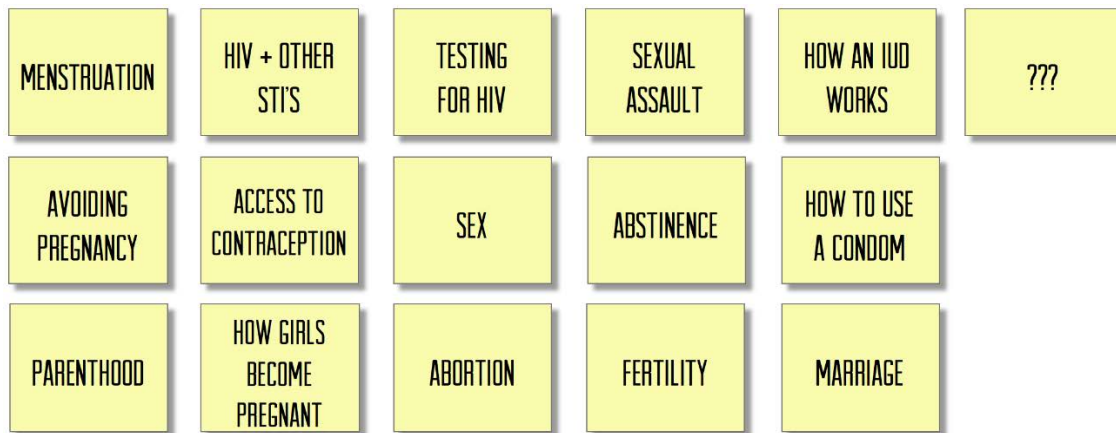 MENSTRUATION
HIV + OTHER
STI'S
TESTING
FOR HIV
SEXUAL
ASSAULT
HOW AN IUD
WORKS
???
AVOIDING
PREGNANCY
ACCESS TO
CONTRACEPTION
SEX
ABSTINENCE
HOW TO USE
A CONDOM
PARENTHOOD
HOW GIRLS
BECOME
PREGNANT
ABORTION
FERTILITY
MARRIAGE